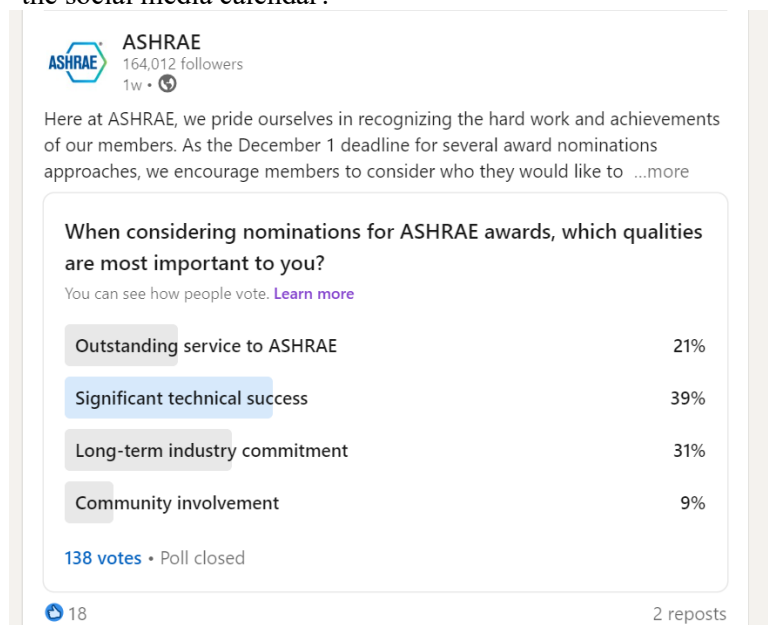 the social media calendar?
ASHRAE
ASHRAE
164,012 followers
1w •
Here at ASHRAE, we pride ourselves in recognizing the hard work and achievements
of our members. As the December 1 deadline for several award nominations
approaches, we encourage members to consider who they would like to ...more
When considering nominations for ASHRAE awards, which qualities
are most important to you?
You can see how people vote. Learn more
Outstanding service to ASHRAE 21%
Significant technical success 39%
Long-term industry commitment 31%
Community involvement 9%
138 votes • Poll closed
18 2 reposts